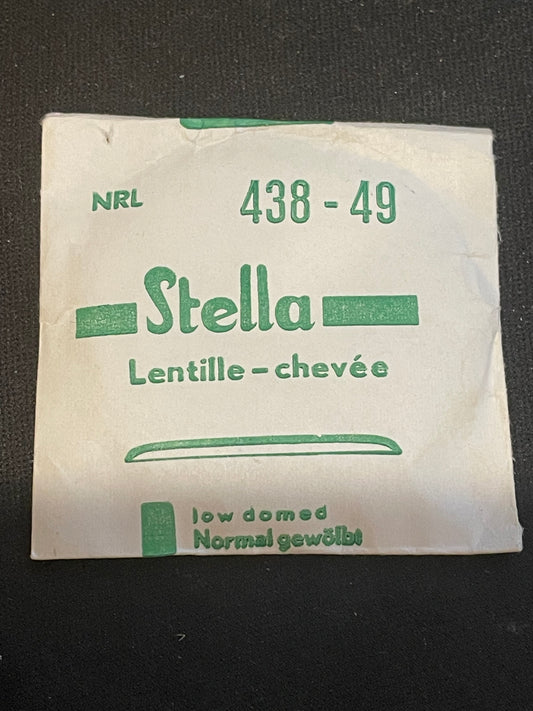 NRL 438 - 49
Stella
Lentille - chevée
low domed
Normal gewölbt